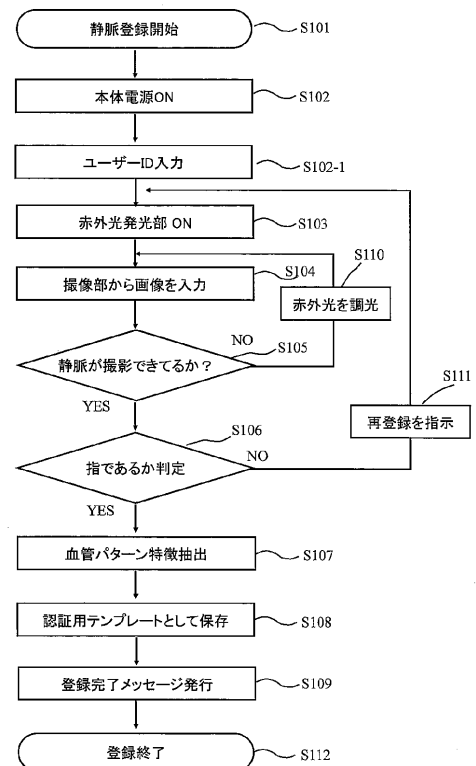 静脈登録開始
S101
本体電源ON
S102
ユーザーID入力
S102-1
赤外光発光部 ON
S103
撮像部から画像を入力
S104
S110
赤外光を調光
静脈が撮影できてるか？
NO
S105
YES
S111
再登録を指示
指であるか判定
S106
NO
YES
血管パターン特徴抽出
S107
認証用テンプレートとして保存
S108
登録完了メッセージ発行
S109
登録終了
S112